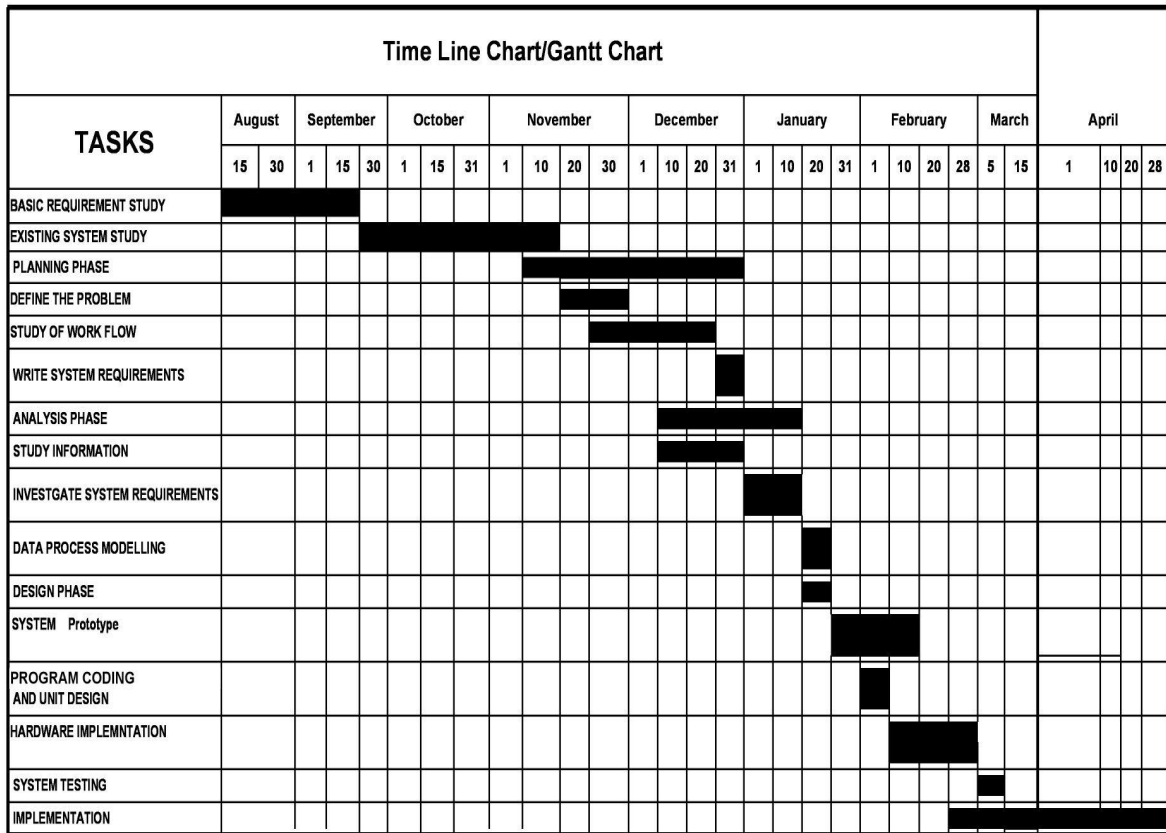 Time Line Chart/Gantt Chart
TASKS
August September October November December January February March April
15 30 1 15 30 1 15 31 1 10 20 30 1 10 20 31 1 10 20 31 1 10 20 28 5 15 1 10 20 28
BASIC REQUIREMENT STUDY
EXISTING SYSTEM STUDY
PLANNING PHASE
DEFINE THE PROBLEM
STUDY OF WORK FLOW
WRITE SYSTEM REQUIREMENTS
ANALYSIS PHASE
STUDY INFORMATION
INVESTGATE SYSTEM REQUIREMENTS
DATA PROCESS MODELLING
DESIGN PHASE
SYSTEM Prototype
PROGRAM CODING
AND UNIT DESIGN
HARDWARE IMPLEMNTATION
SYSTEM TESTING
IMPLEMENTATION